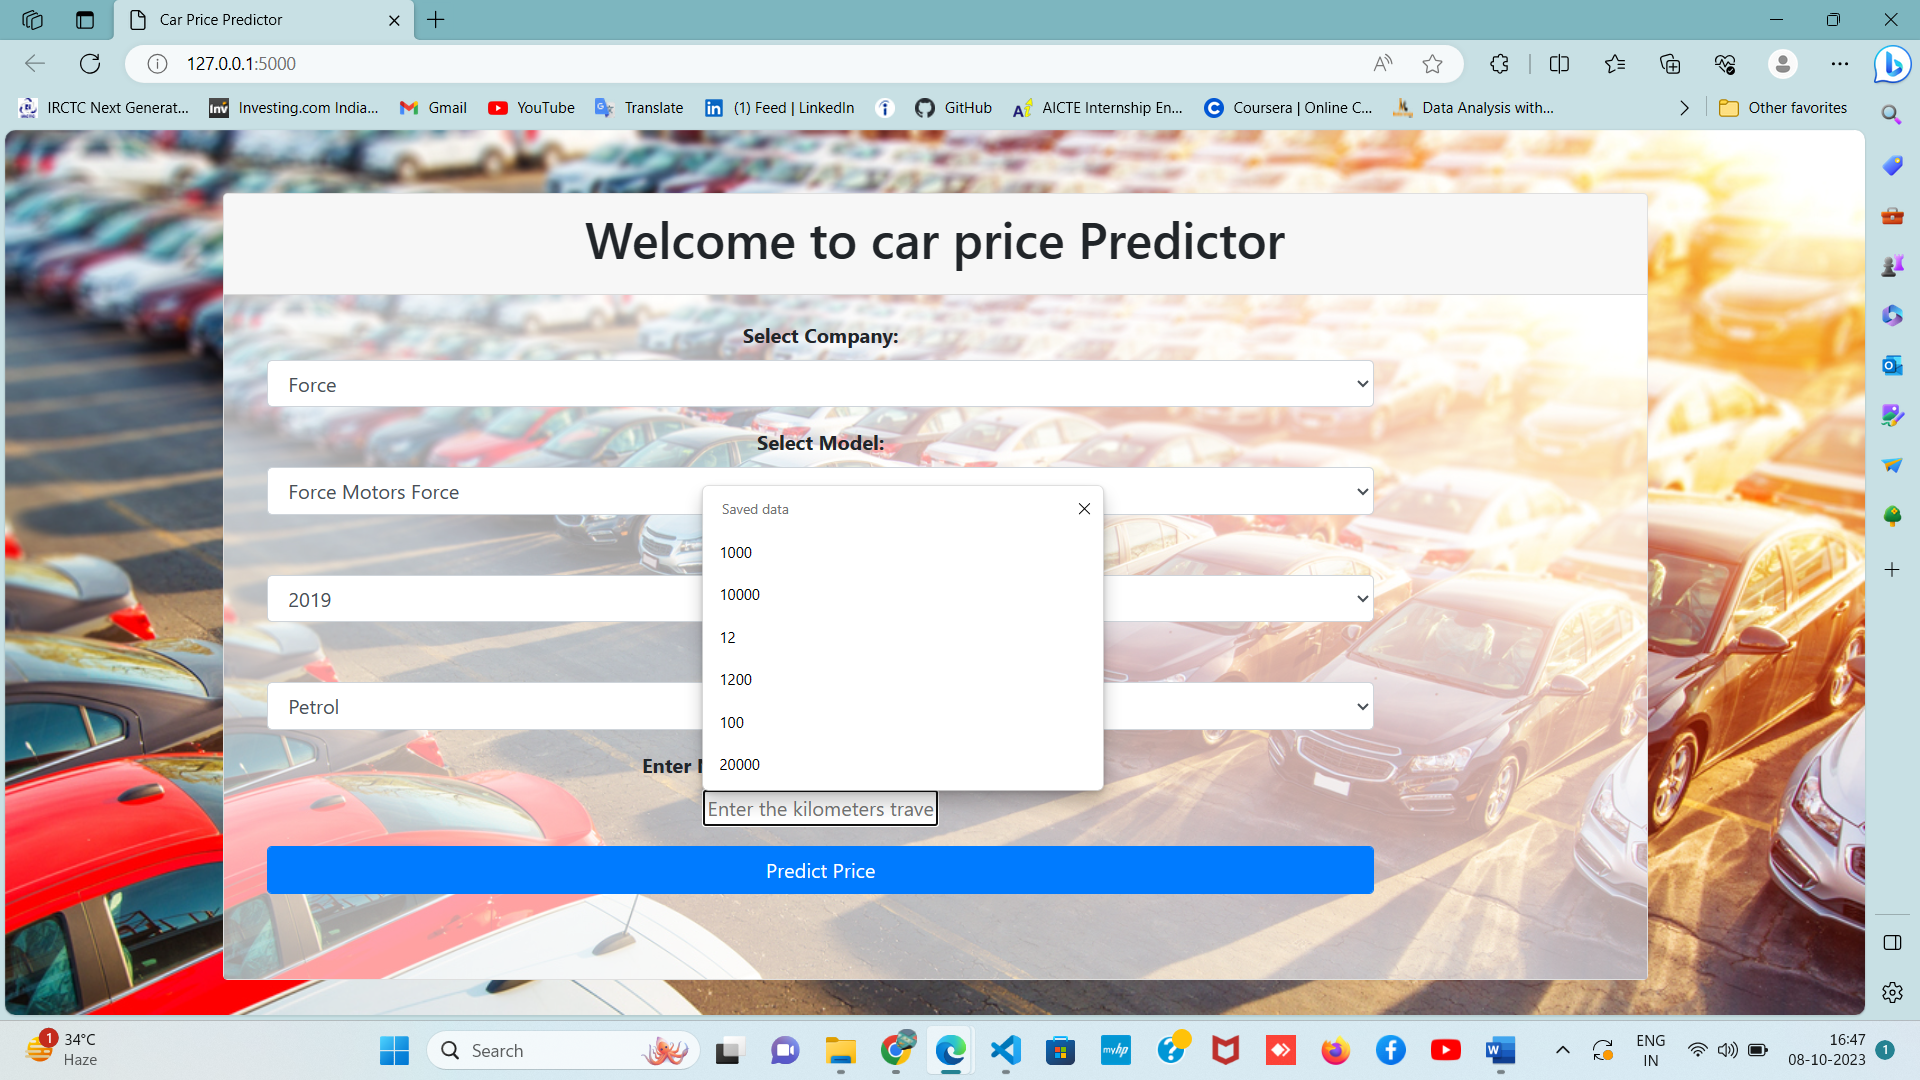 Car Price Predictor
127.0.0.1:5000
IRCTC Next Generat... Investing.com India... Gmail YouTube Translate (1) Feed | LinkedIn GitHub AICTE Internship En... Coursera | Online C... Data Analysis with... Other favorites
Welcome to car price Predictor
Select Company:
Force
Select Model:
Force Motors Force
Saved data
1000
10000
2019
12
1200
Petrol
100
20000
Enter
Enter the kilometers trave
Predict Price
1
34°C
Haze
Search
ENG
IN
16:47
08-10-2023
1